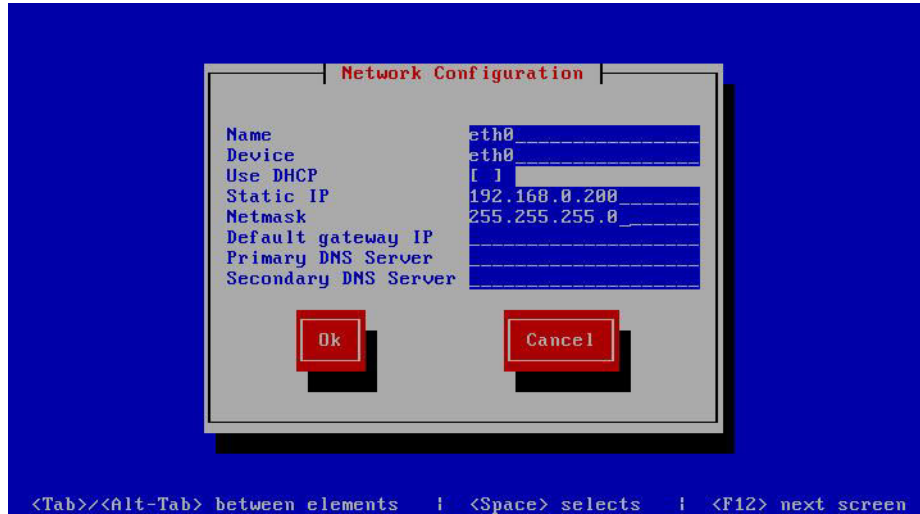 Network Configuration
Name eth0
Device eth0
Use DHCP [ ]
Static IP 192.168.0.200
Netmask 255.255.255.0
Default gateway IP
Primary DNS Server
Secondary DNS Server
Ok Cancel
<Tab>/<Alt-Tab> between elements | <Space> selects | <F12> next screen